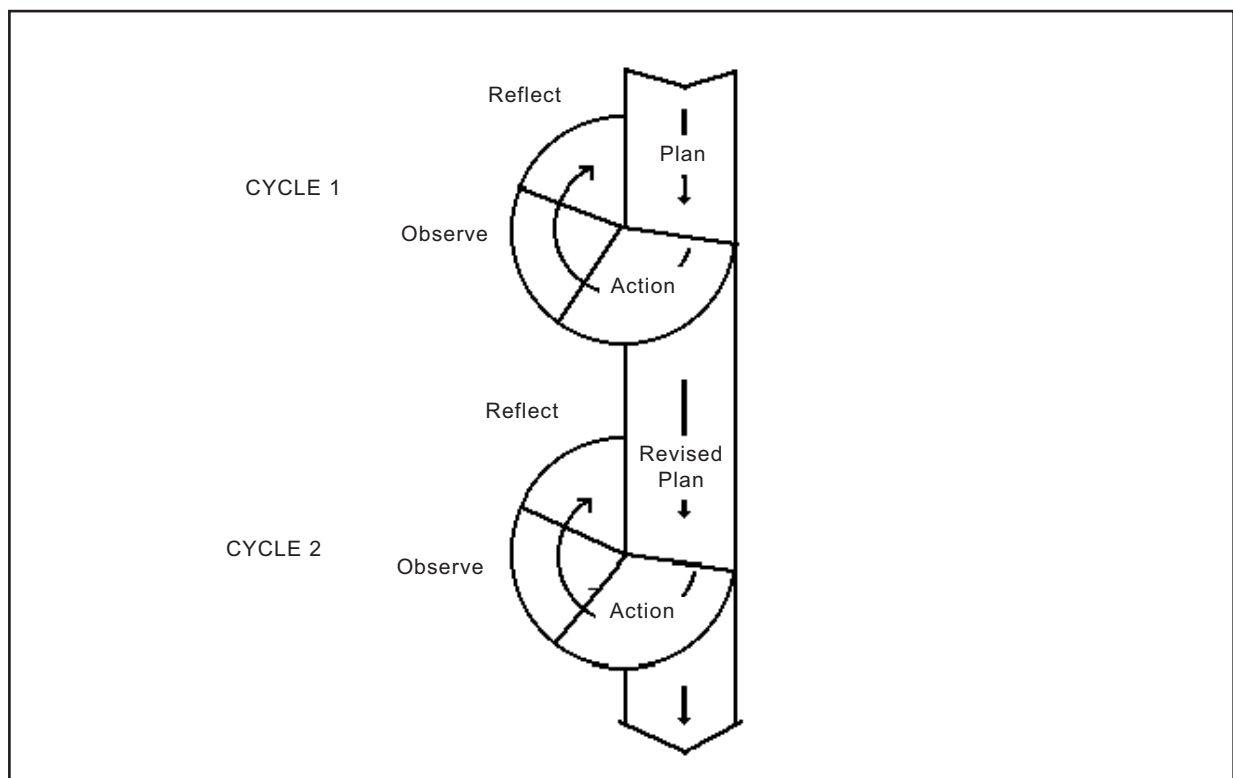 Reflect
Plan
CYCLE 1
Observe
Action
Reflect
Revised
Plan
CYCLE 2
Observe
Action